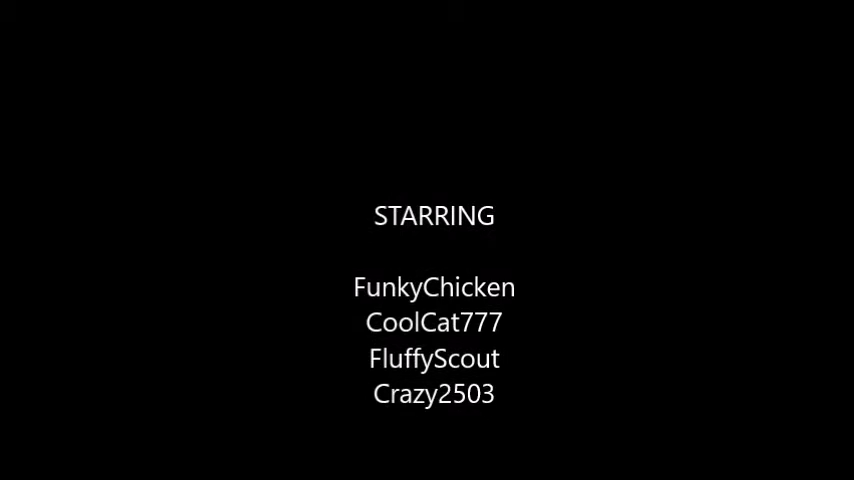 STARRING
FunkyChicken
CoolCat777
FluffyScout
Crazy2503